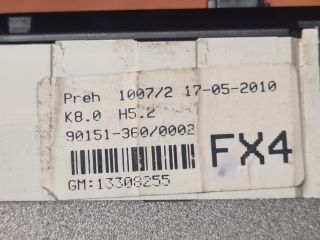 Preh 1007/2 17-05-2010
K8.0 H5.2
90151-360/0002
FX4
GM:13308255